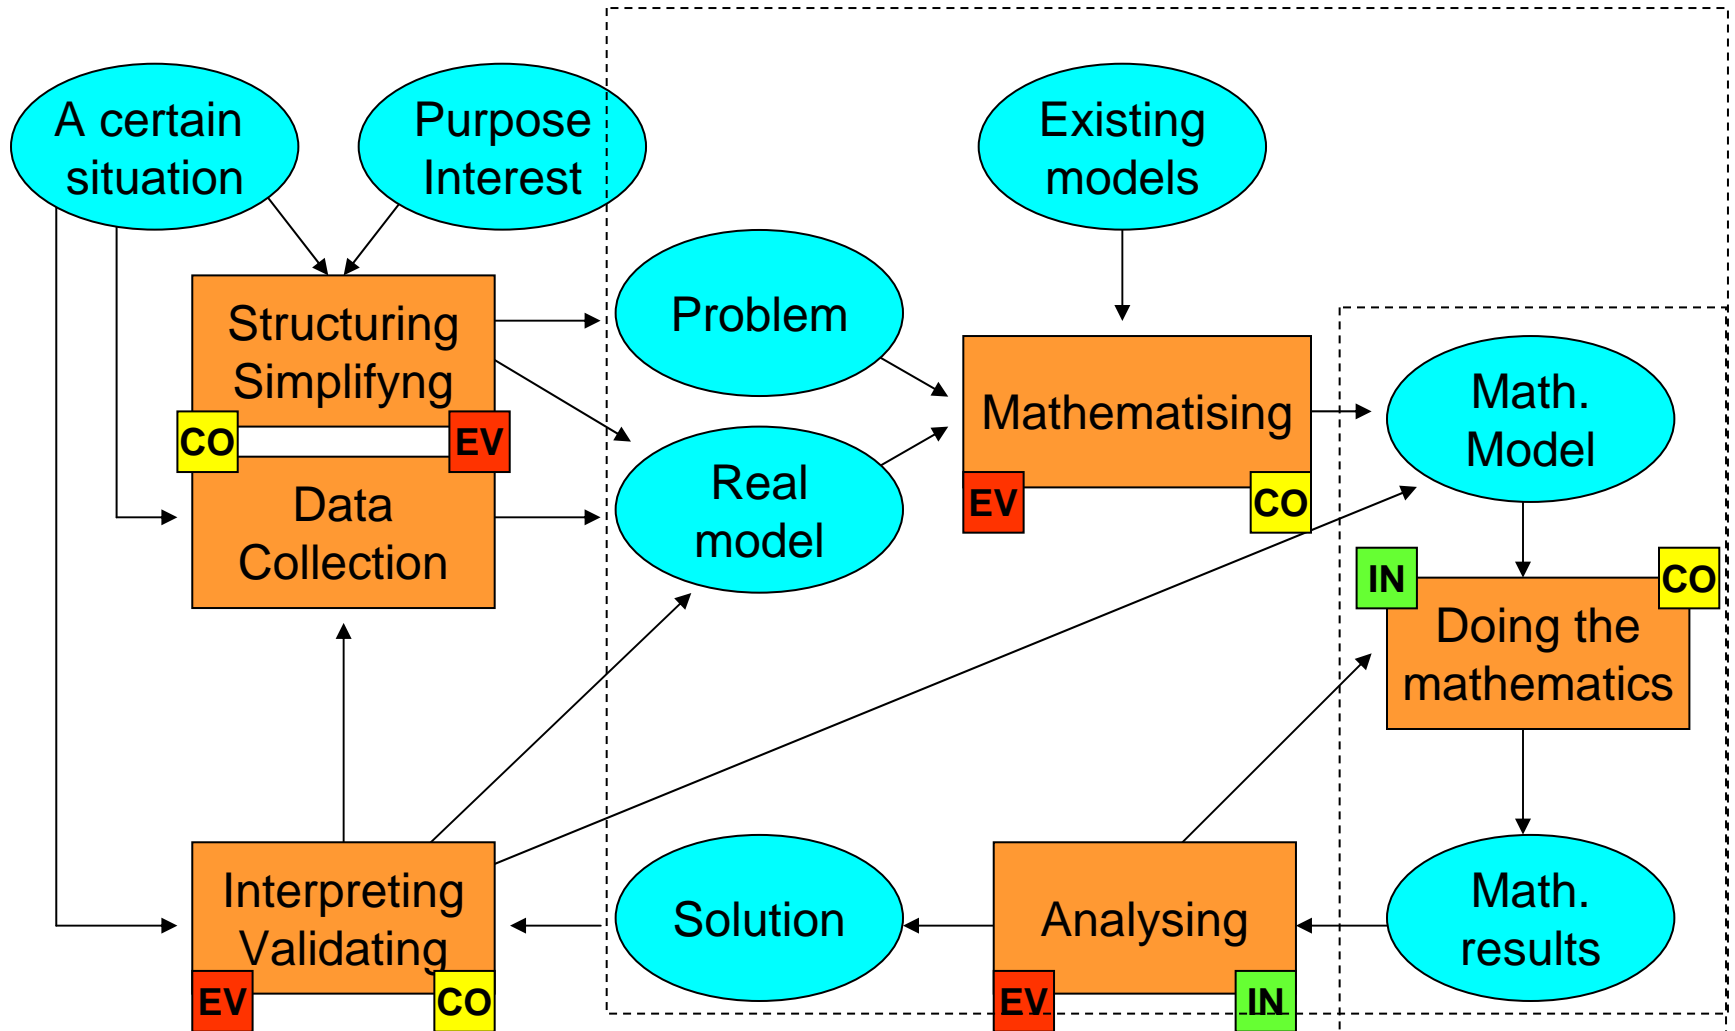 A certain
situation
Purpose
Interest
Existing
models
Structuring
Simplifyng
CO
EV
Data
Collection
Problem
Real
model
Mathematising
EV
CO
Math.
Model
IN
CO
Doing the
mathematics
Interpreting
Validating
EV
CO
Solution
Analysing
EV
IN
Math.
results